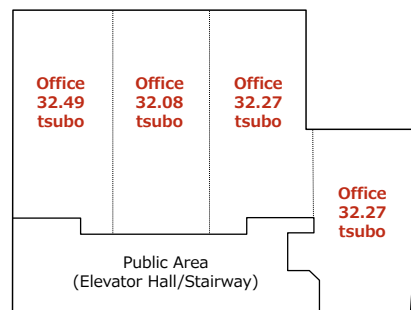 Office
32.49
tsubo
Office
32.08
tsubo
Office
32.27
tsubo
Office
32.27
tsubo
Public Area
(Elevator Hall/Stairway)